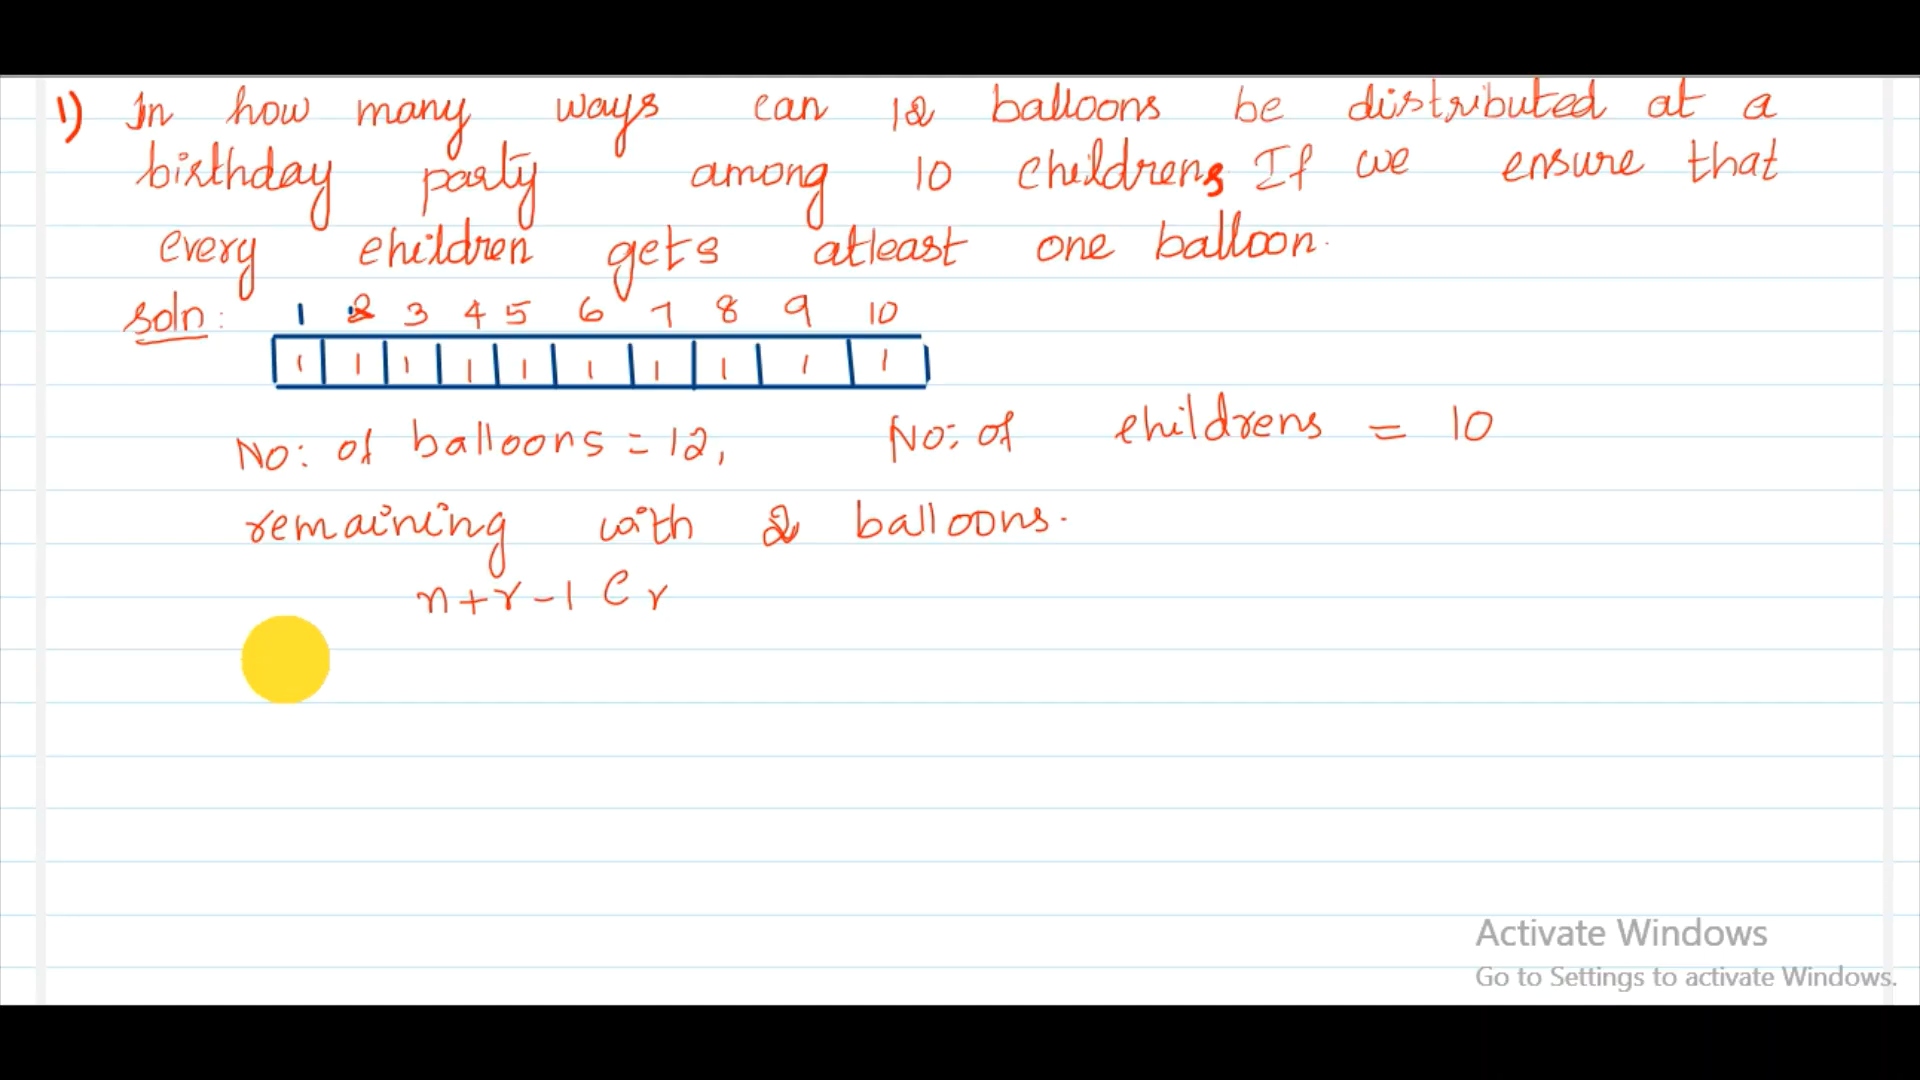 1) In how many ways can 12 balloons be distributed at a
birthday party among 10 childrens If we ensure that
every children gets atleast one balloon.
soln: 1 2 3 4 5 6 7 8 9 10
1 1 1 1 1 1 1 1 1 1
No: of balloons = 12, No: of childrens = 10
remaining with 2 balloons.
n+r-1 C r
Activate Windows
Go to Settings to activate Windows.